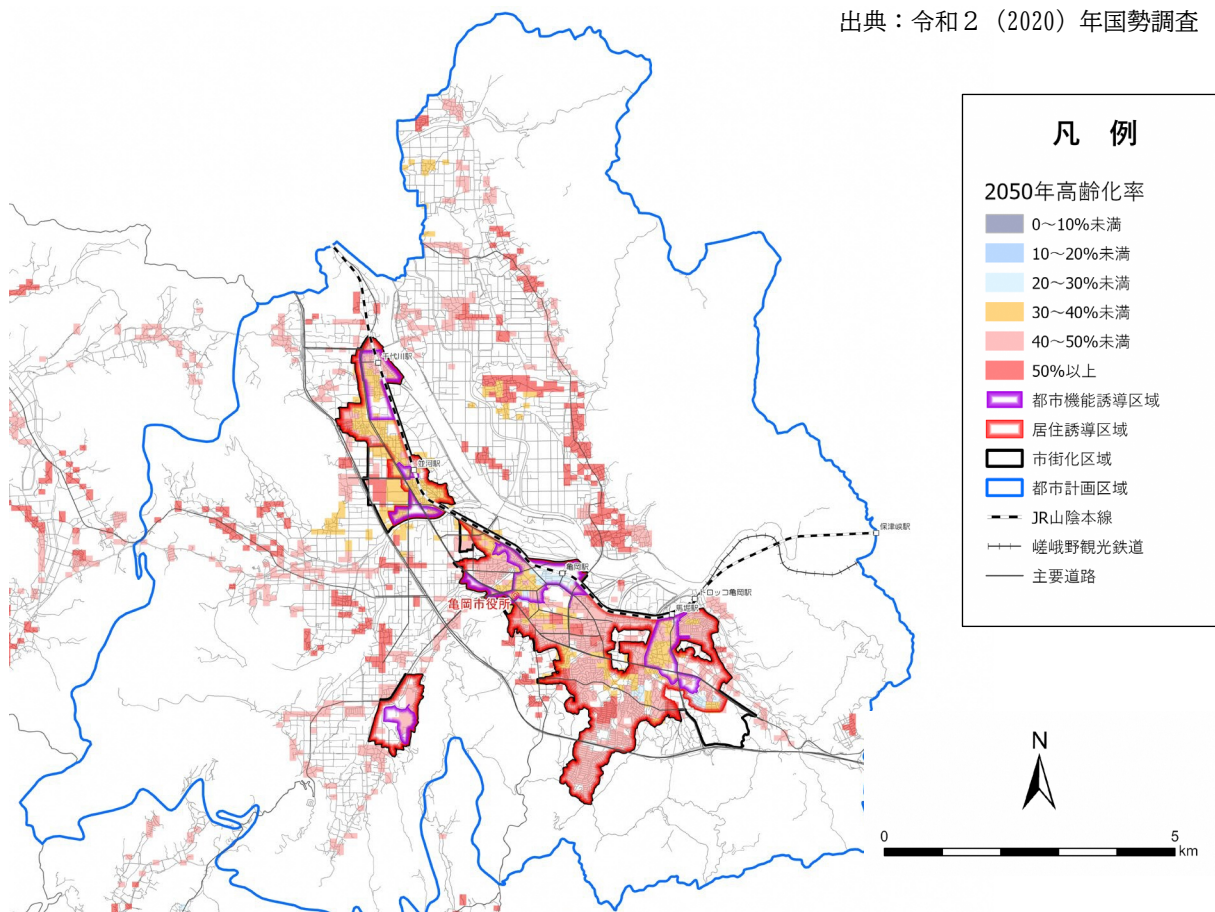 出典：令和２（2020）年国勢調査
凡　例
2050年高齢化率
0～10%未満
10～20%未満
20～30%未満
30～40%未満
40～50%未満
50%以上
都市機能誘導区域
居住誘導区域
市街化区域
都市計画区域
JR山陰本線
嵯峨野観光鉄道
主要道路
千代川駅
並河駅
保津峡駅
亀岡駅
トロッコ亀岡駅
亀岡市役所
馬堀駅
N
0
5
km